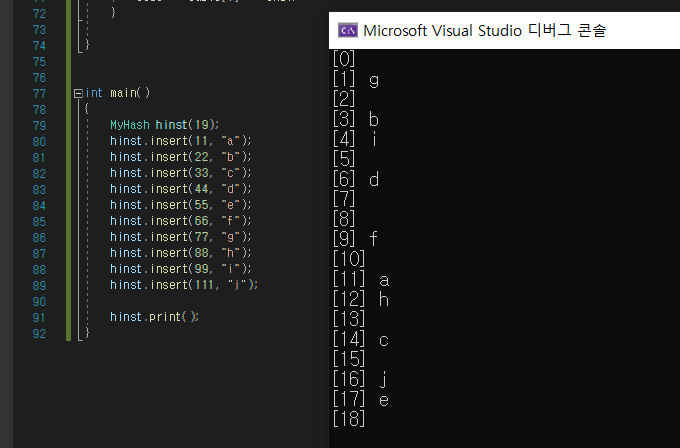 72 }
73
74 }
75
76
77 int main()
78 {
79 MyHash hinst(19);
80 hinst.insert(11, "a");
81 hinst.insert(22, "b");
82 hinst.insert(33, "c");
83 hinst.insert(44, "d");
84 hinst.insert(55, "e");
85 hinst.insert(66, "f");
86 hinst.insert(77, "g");
87 hinst.insert(88, "h");
88 hinst.insert(99, "i");
89 hinst.insert(111, "j");
90
91 hinst.print();
92 }
Microsoft Visual Studio 디버그 콘솔
[0]
[1] g
[2]
[3] b
[4] i
[5]
[6] d
[7]
[8]
[9] f
[10]
[11] a
[12] h
[13]
[14] c
[15]
[16] j
[17] e
[18]